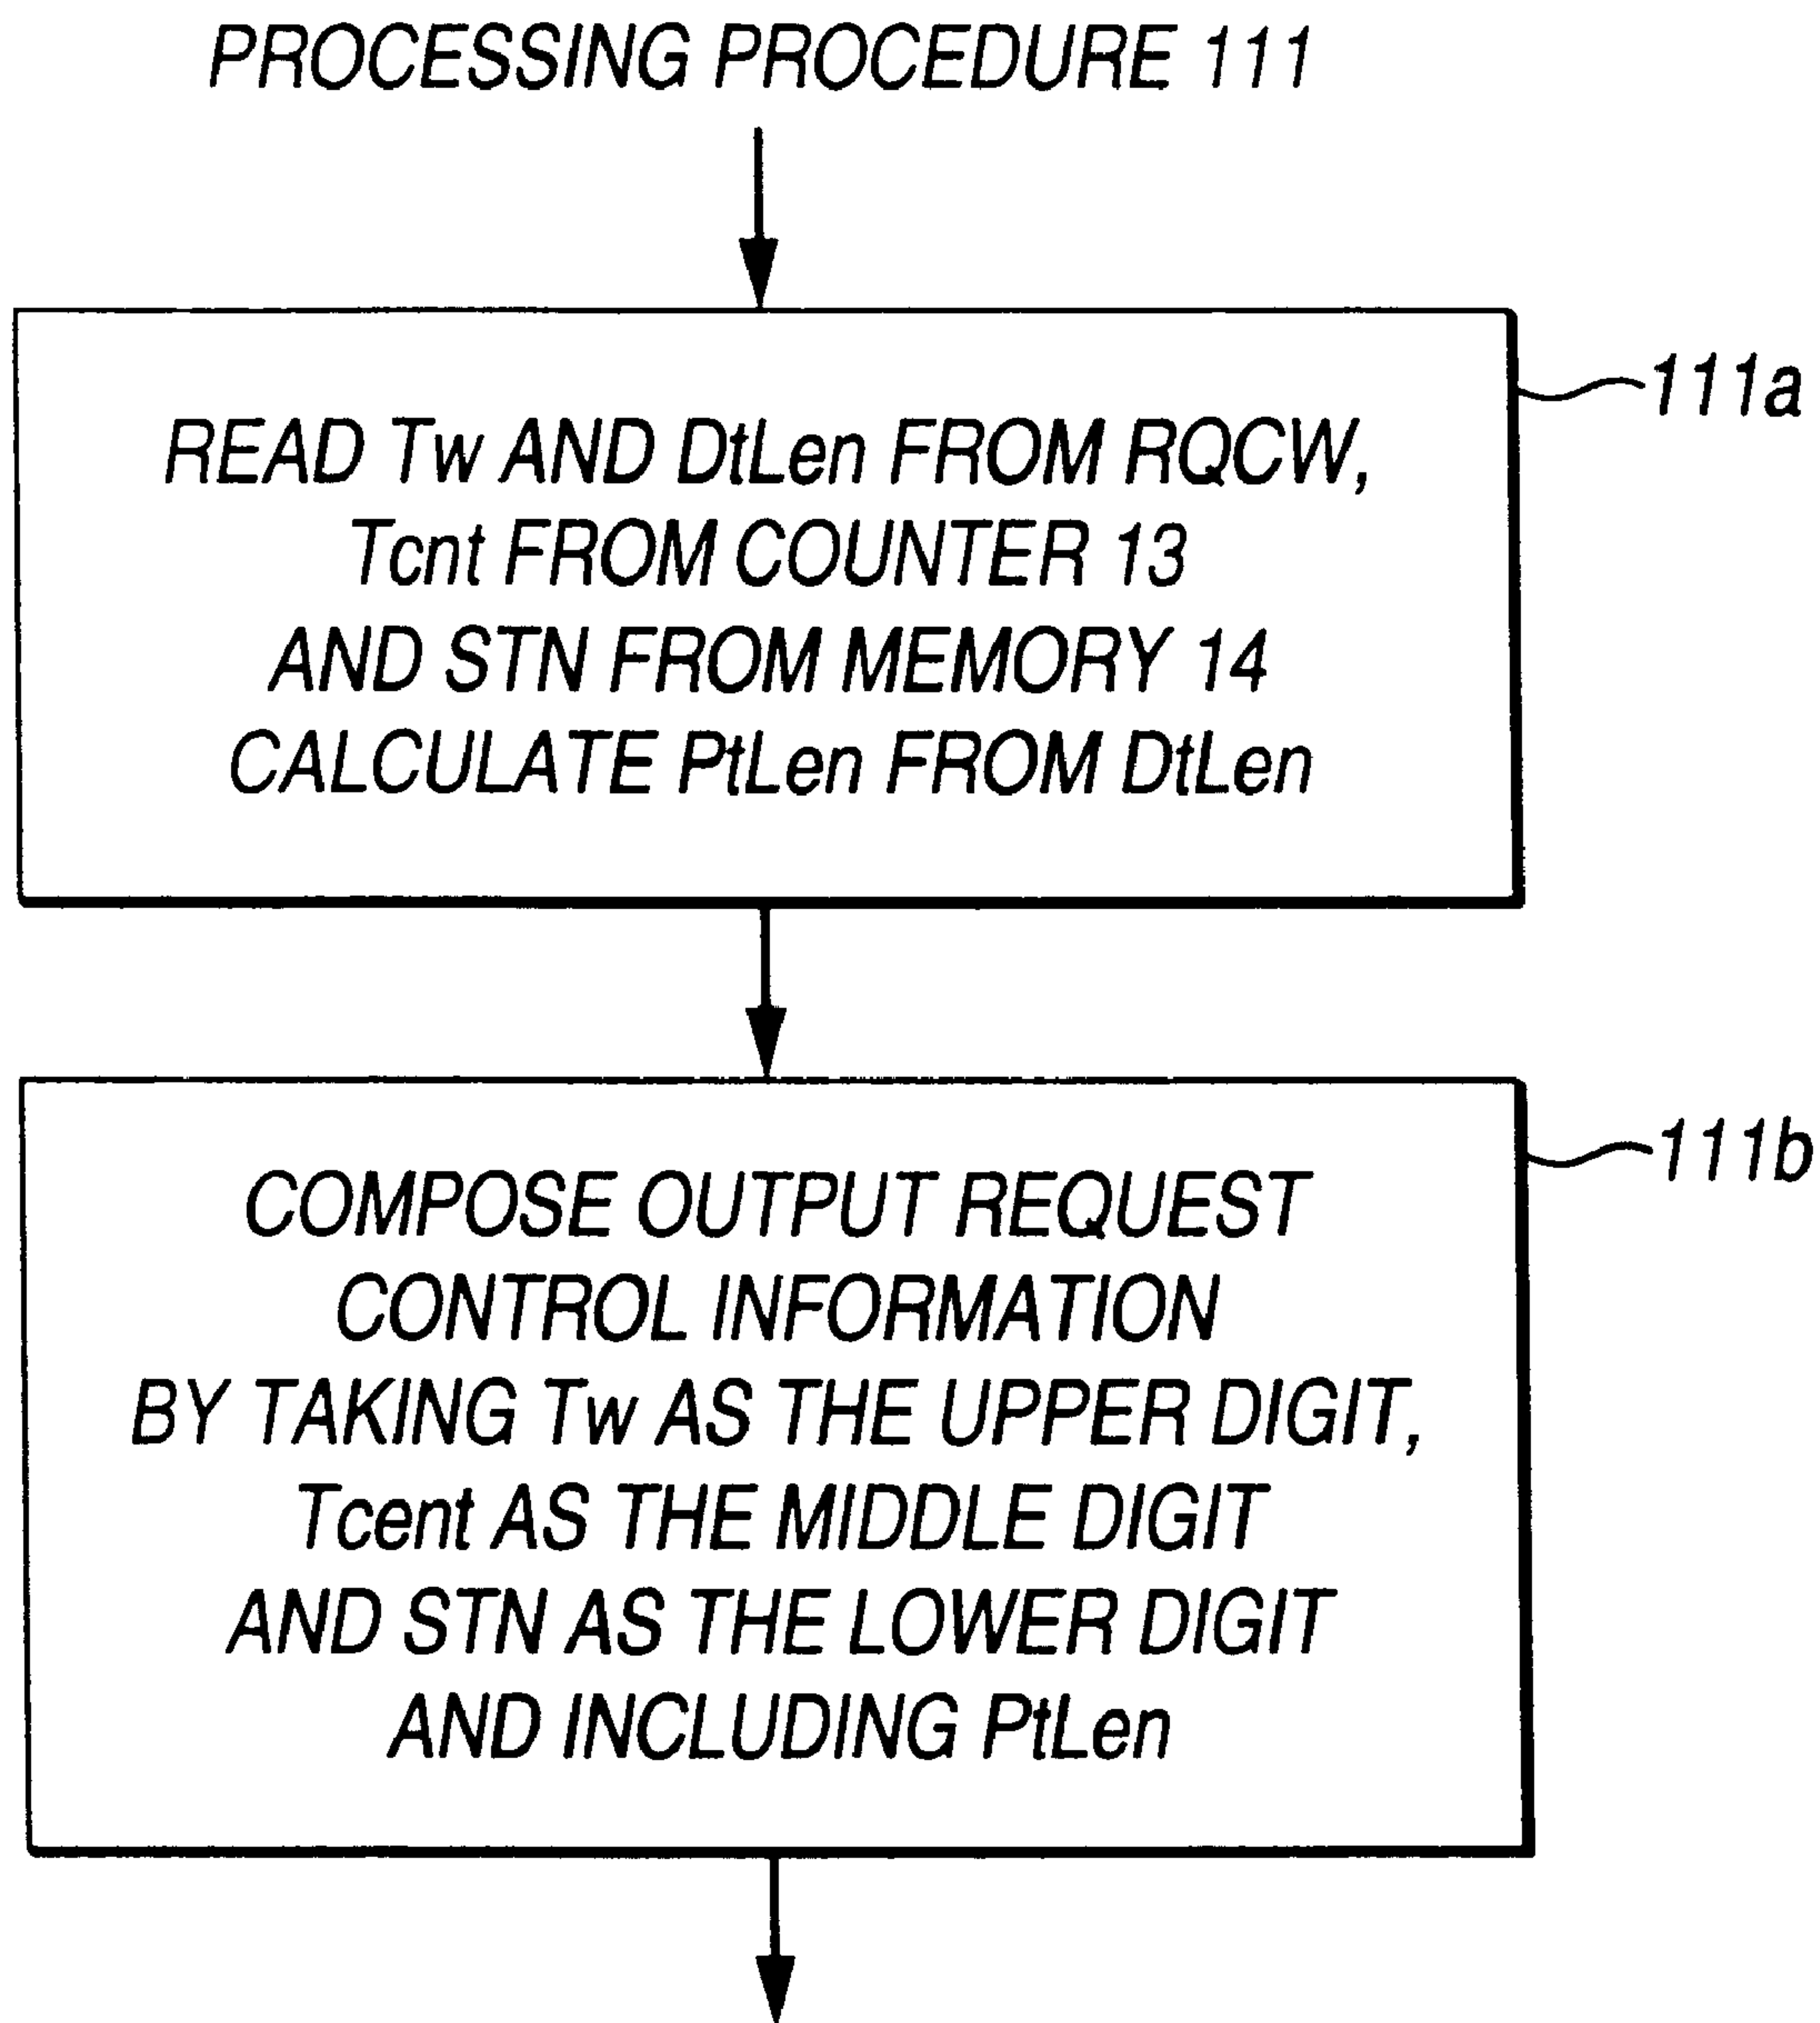 PROCESSING PROCEDURE 111
111a
READ Tw AND DtLen FROM RQCW,
Tcnt FROM COUNTER 13
AND STN FROM MEMORY 14
CALCULATE PtLen FROM DtLen
111b
COMPOSE OUTPUT REQUEST
CONTROL INFORMATION
BY TAKING Tw AS THE UPPER DIGIT,
Tcent AS THE MIDDLE DIGIT
AND STN AS THE LOWER DIGIT
AND INCLUDING PtLen